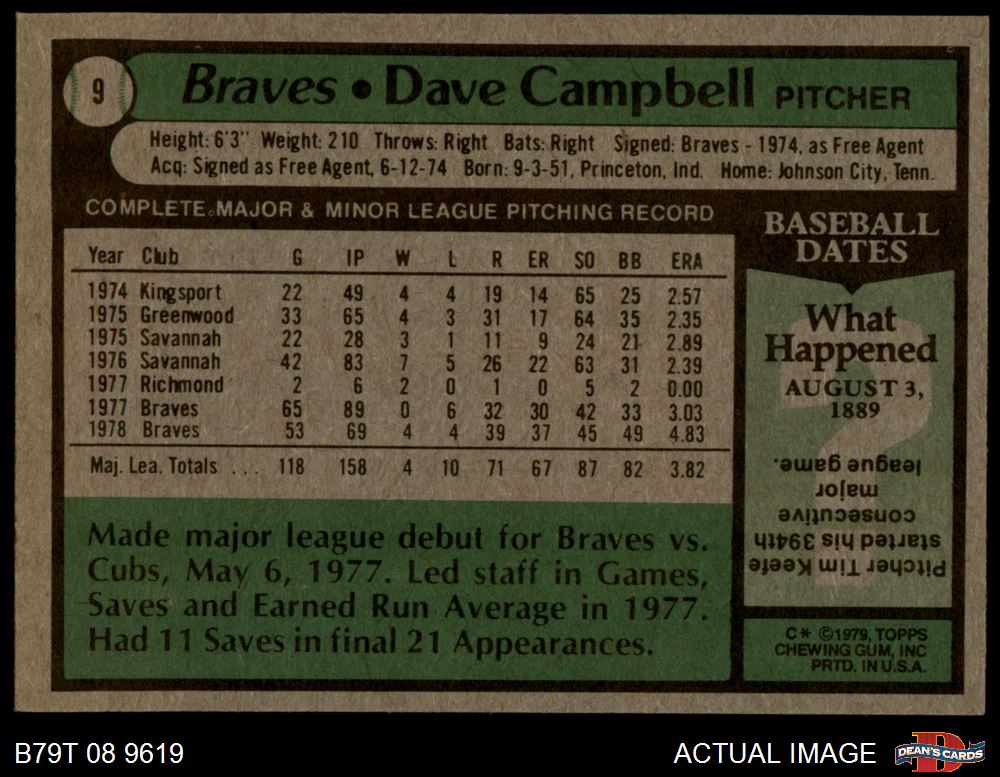 9
Braves • Dave Campbell PITCHER
Height: 6'3" Weight: 210 Throws: Right Bats: Right Signed: Braves - 1974, as Free Agent
Acq: Signed as Free Agent, 6-12-74 Born: 9-3-51, Princeton, Ind. Home: Johnson City, Tenn.
COMPLETE MAJOR & MINOR LEAGUE PITCHING RECORD
Year Club G IP W L R ER SO BB ERA
1974 Kingsport 22 49 4 4 19 14 65 25 2.57
1975 Greenwood 33 65 4 3 31 17 64 35 2.35
1975 Savannah 22 28 3 1 11 9 24 21 2.89
1976 Savannah 42 83 7 5 26 22 63 31 2.39
1977 Richmond 2 6 2 0 1 0 5 2 0.00
1977 Braves 65 89 0 6 32 30 42 33 3.03
1978 Braves 53 69 4 4 39 37 45 49 4.83
Maj. Lea. Totals ... 118 158 4 10 71 67 87 82 3.82
Made major league debut for Braves vs.
Cubs, May 6, 1977. Led staff in Games,
Saves and Earned Run Average in 1977.
Had 11 Saves in final 21 Appearances.
BASEBALL
DATES
What
Happened
AUGUST 3,
1889
?
Pitcher Tim Keefe
started his 394th
consecutive
major
league game.
C* ©1979, TOPPS
CHEWING GUM, INC
PRTD. IN U.S.A.
B79T 08 9619
ACTUAL IMAGE
D
DEAN'S CARDS